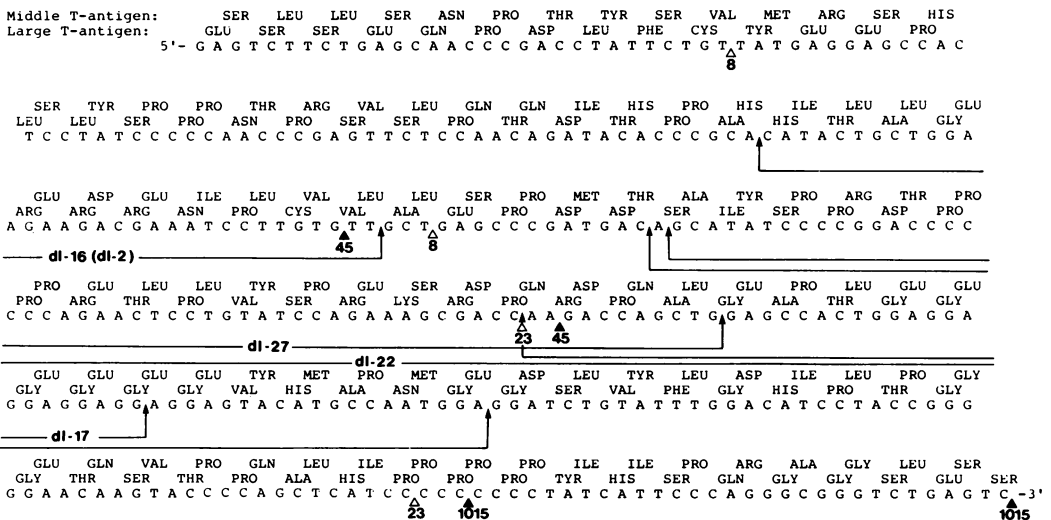 Middle T-antigen: SER LEU LEU SER ASN PRO THR TYR SER VAL MET ARG SER HIS
Large T-antigen: GLU SER SER GLU GLN PRO ASP LEU PHE CYS TYR GLU GLU PRO
5'- G A G T C T T C T G A G C A A C C C G A C C T A T T C T G T T A T G A G G A G C C A C
8
SER TYR PRO PRO THR ARG VAL LEU GLN GLN ILE HIS PRO HIS ILE LEU LEU GLU
LEU LEU SER PRO ASN PRO SER SER PRO THR ASP THR PRO ALA HIS THR ALA GLY
T C C T A T C C C C C A A C C C G A G T T C T C C A A C A G A T A C A C C C G C A C A T A C T G C T G G A
GLU ASP GLU ILE LEU VAL LEU LEU SER PRO MET THR ALA TYR PRO ARG THR PRO
ARG ARG ARG ASN PRO CYS VAL ALA GLU PRO ASP ASP SER ILE SER PRO ASP PRO
A G A A G A C G A A A T C C T T G T G T T G C T G A G C C C G A T G A C A G C A T A T C C C C G G A C C C C
45 8
dl-16 (dl-2)
PRO GLU LEU LEU TYR PRO GLU SER ASP GLN ASP GLN LEU GLU PRO LEU GLU GLU
PRO ARG THR PRO VAL SER ARG LYS ARG PRO ARG PRO ALA GLY ALA THR GLY GLY
C C C A G A A C T C C T G T A T C C A G A A A G C G A C C A A G A C C A G C T G G A G C C A C T G G A G G A
23 45
dl-27
dl-22
GLU GLU GLU GLU TYR MET PRO MET GLU ASP LEU TYR LEU ASP ILE LEU PRO GLY
GLY GLY GLY GLY VAL HIS ALA ASN GLY GLY SER VAL PHE GLY HIS PRO THR GLY
G G A G G A G G A G G A G T A C A T G C C A A T G G A G G A T C T G T A T T T G G A C A T C C T A C C G G G
dl-17
GLU GLN VAL PRO GLN LEU ILE PRO PRO PRO ILE ILE PRO ARG ALA GLY LEU SER
GLY THR SER THR PRO ALA HIS PRO PRO PRO TYR HIS SER GLN GLY GLY SER GLU SER
G G A A C A A G T A C C C C A G C T C A T C C C C C C C C C T A T C A T T C C C A G G G C G G G T C T G A G T C -3'
23 1015 1015